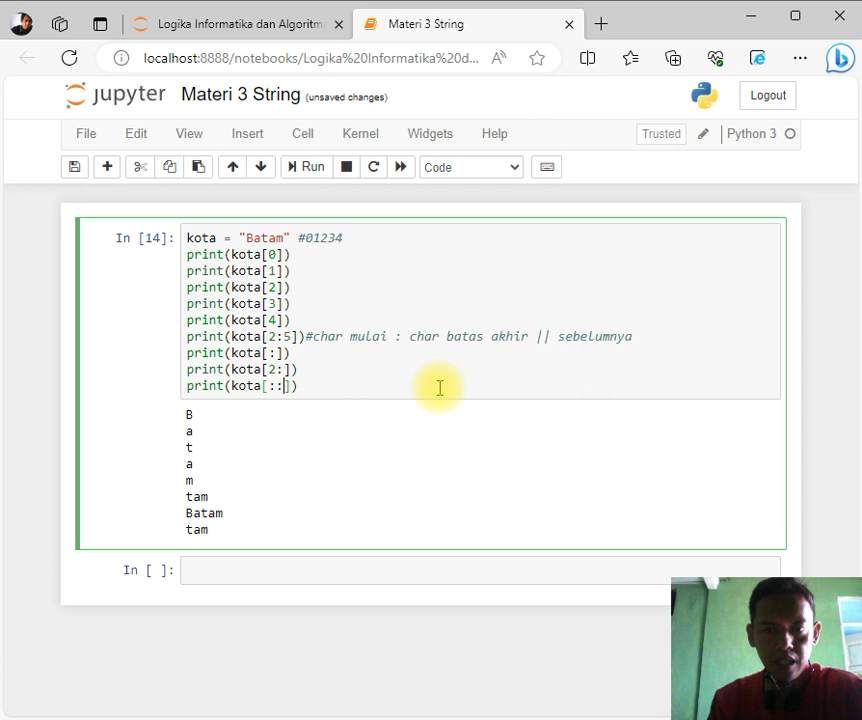 Logika Informatika dan Algoritm
Materi 3 String
localhost:8888/notebooks/Logika%20Informatika%20d...
jupyter Materi 3 String (unsaved changes)
Logout
File Edit View Insert Cell Kernel Widgets Help Trusted Python 3
Run Code
In [14]:
kota = "Batam" #01234
print(kota[0])
print(kota[1])
print(kota[2])
print(kota[3])
print(kota[4])
print(kota[2:5])#char mulai : char batas akhir || sebelumnya
print(kota[:])
print(kota[2:])
print(kota[::])
B
a
t
a
m
tam
Batam
tam
In [ ]: